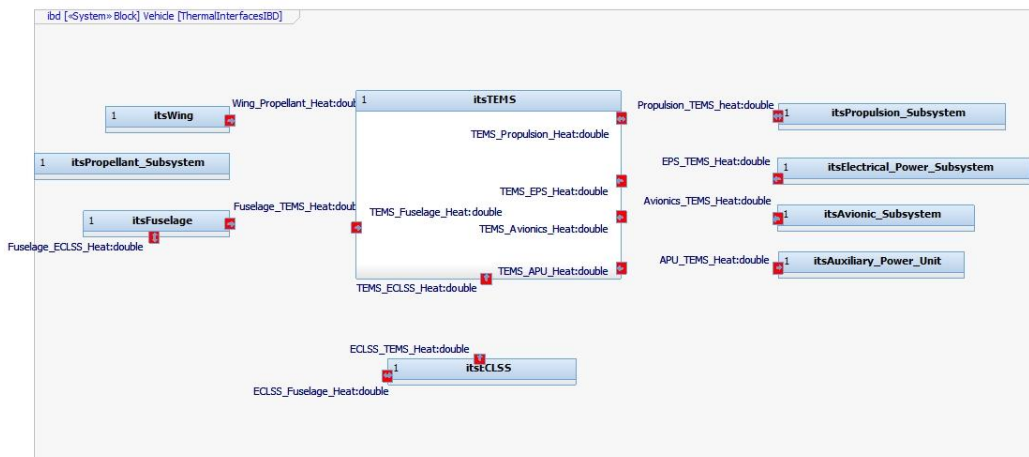 ibd [«System» Block] Vehicle [ThermalInterfacesIBD]
Wing_Propellant_Heat:doub
1 itsTEMS
Propulsion_TEMS_heat:double
1 itsWing
1 itsPropulsion_Subsystem
TEMS_Propulsion_Heat:double
1 itsPropellant_Subsystem
EPS_TEMS_Heat:double
1 itsElectrical_Power_Subsystem
TEMS_EPS_Heat:double
Avionics_TEMS_Heat:double
Fuselage_TEMS_Heat:doub
TEMS_Fuselage_Heat:double
1 itsFuselage
1 itsAvionic_Subsystem
TEMS_Avionics_Heat:double
Fuselage_ECLSS_Heat:double
APU_TEMS_Heat:double
1 itsAuxiliary_Power_Unit
TEMS_APU_Heat:double
TEMS_ECLSS_Heat:double
ECLSS_TEMS_Heat:double
1 itsECLSS
ECLSS_Fuselage_Heat:double